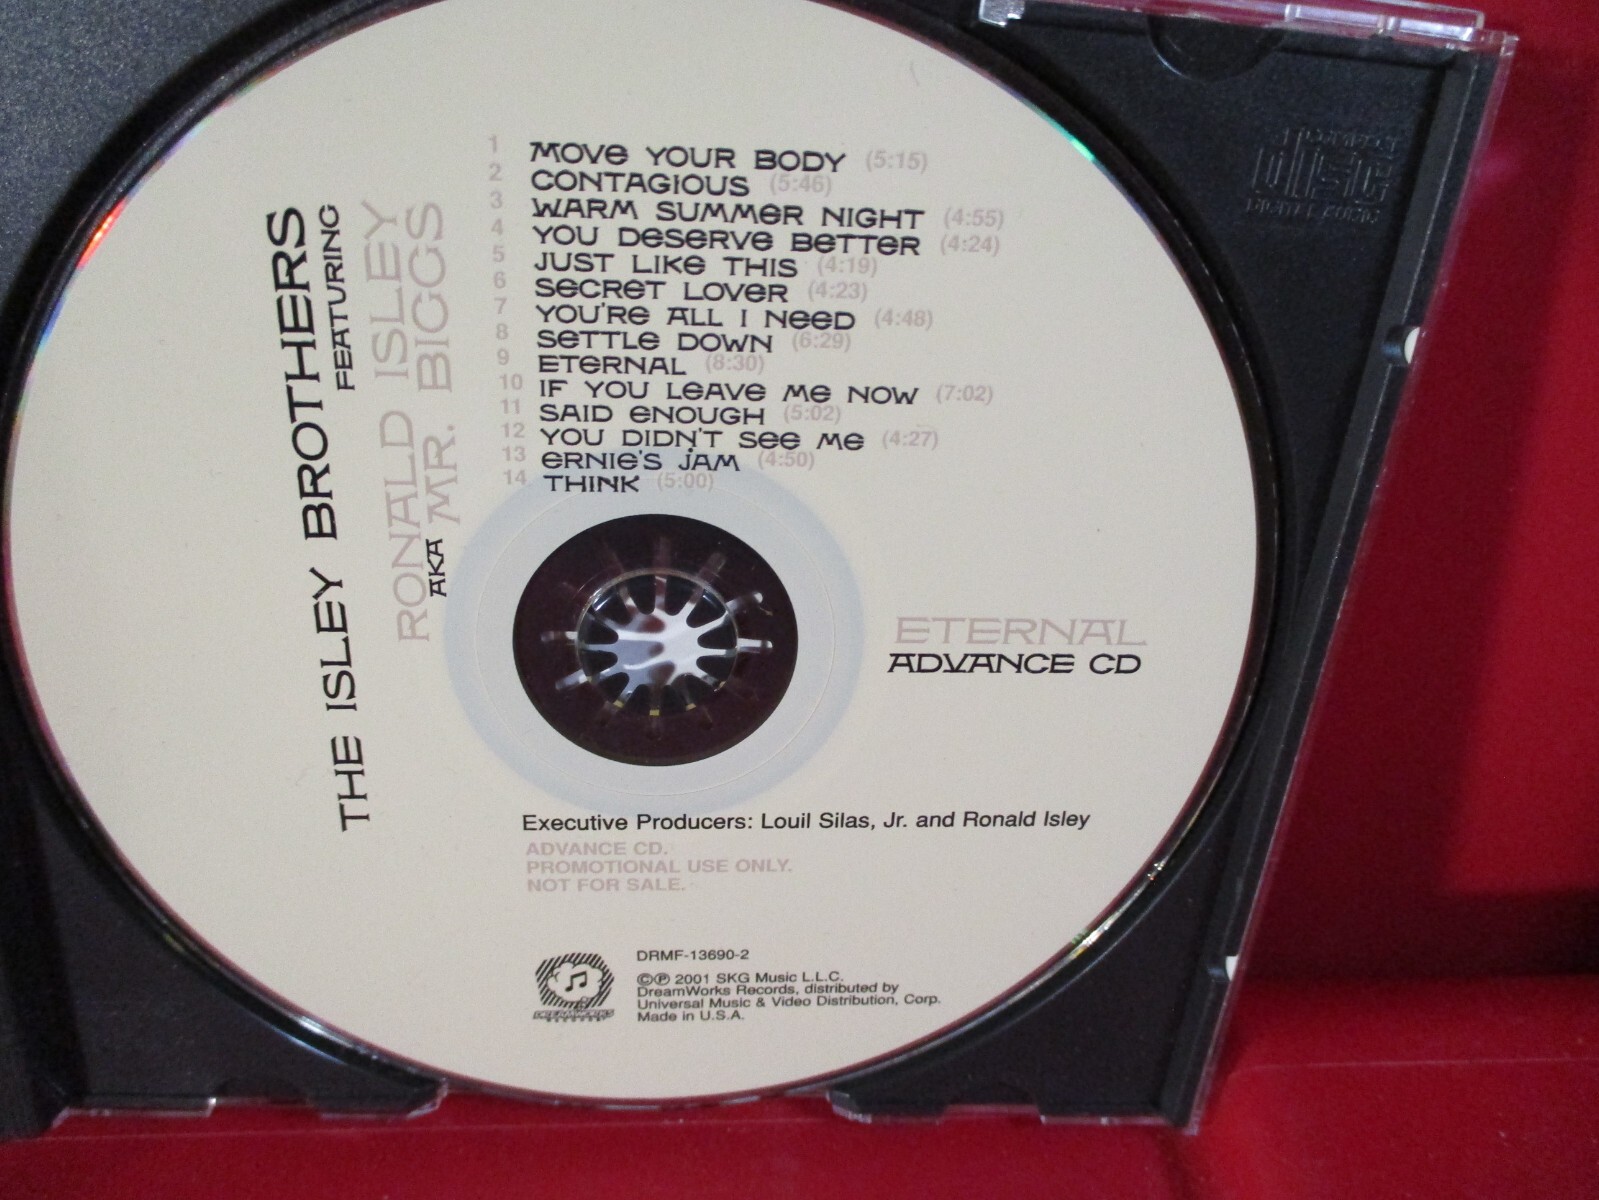 THE ISLEY BROTHERS
FEATURING
RONALD ISLEY
AKA MR. BIGGS
1 MOVE YOUR BODY (5:15)
2 CONTAGIOUS (5:46)
3 WARM SUMMER NIGHT (4:55)
4 YOU DESERVE BETTER (4:24)
5 JUST LIKE THIS (4:19)
6 SECRET LOVER (4:23)
7 YOU'RE ALL I NEED (4:48)
8 SETTLE DOWN (6:29)
9 ETERNAL (8:30)
10 IF YOU LEAVE ME NOW (7:02)
11 SAID ENOUGH (5:02)
12 YOU DIDN'T SEE ME (4:27)
13 ERNIE'S JAM (4:50)
14 THINK (5:00)
ETERNAL
ADVANCE CD
Executive Producers: Louil Silas, Jr. and Ronald Isley
ADVANCE CD.
PROMOTIONAL USE ONLY.
NOT FOR SALE.
DREAMWORKS
RECORDS
DRMF-13690-2
©℗ 2001 SKG Music L.L.C.
DreamWorks Records, distributed by
Universal Music & Video Distribution, Corp.
Made in U.S.A.
COMPACT
disc
DIGITAL AUDIO